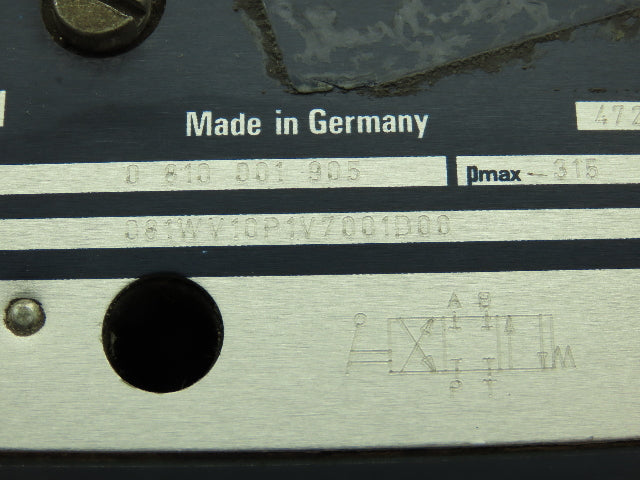 Made in Germany
472
0 810 001 905
pmax 315
081WV10P1V7001D00
A B
P T